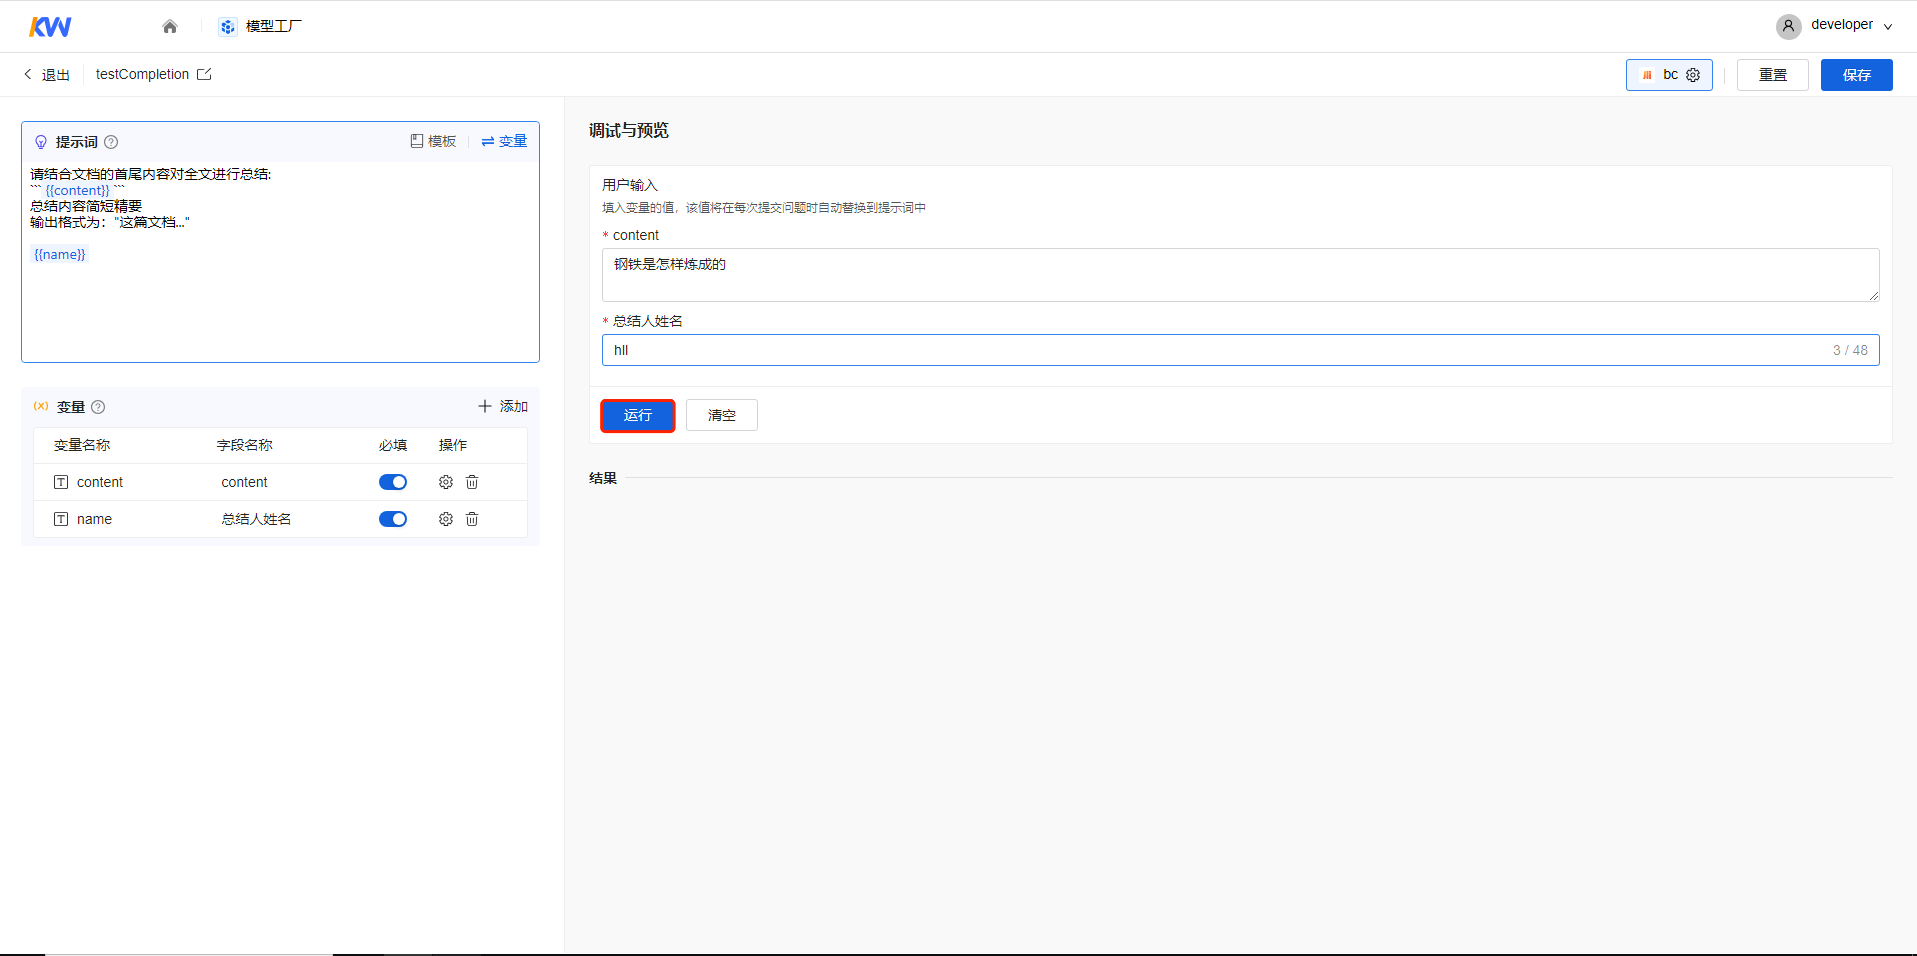 KW
模型工厂
developer
退出
testCompletion
bc
重置
保存
提示词
模板
变量
请结合文档的首尾内容对全文进行总结:
``` {{content}} ```
总结内容简短精要
输出格式为："这篇文档..."
{{name}}
(x) 变量
添加
变量名称 字段名称 必填 操作
T content content
T name 总结人姓名
调试与预览
用户输入
填入变量的值，该值将在每次提交问题时自动替换到提示词中
* content
钢铁是怎样炼成的
* 总结人姓名
hll 3 / 48
运行 清空
结果